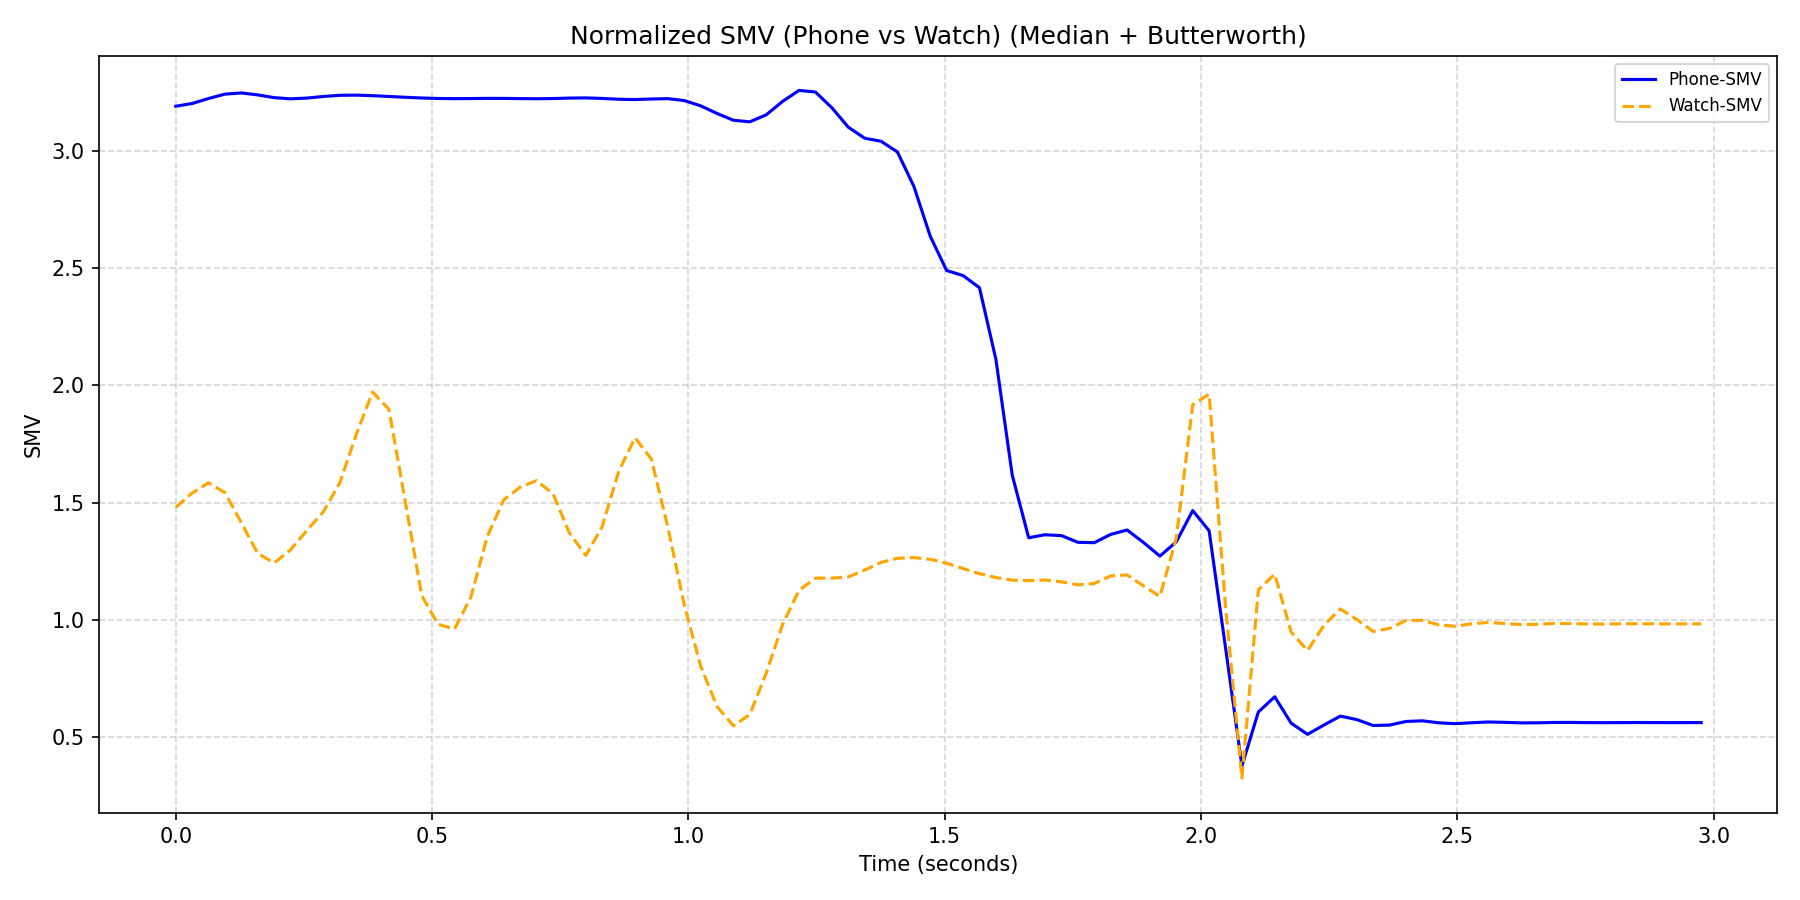 Normalized SMV (Phone vs Watch) (Median + Butterworth)
Phone-SMV
Watch-SMV
SMV
3.0
2.5
2.0
1.5
1.0
0.5
0.0 0.5 1.0 1.5 2.0 2.5 3.0
Time (seconds)